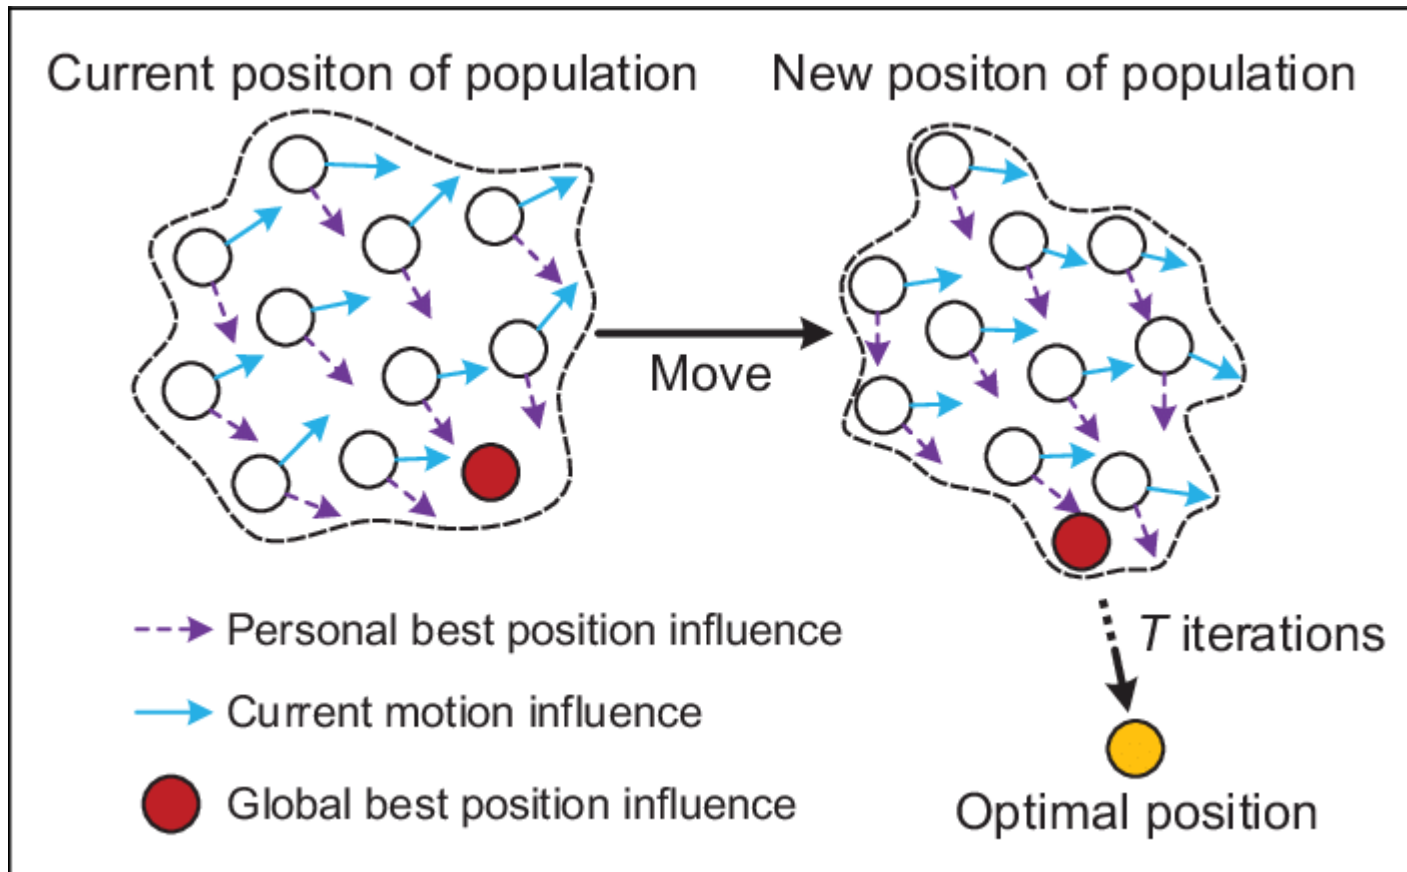 Current positon of population
New positon of population
Move
Personal best position influence
Current motion influence
Global best position influence
T iterations
Optimal position